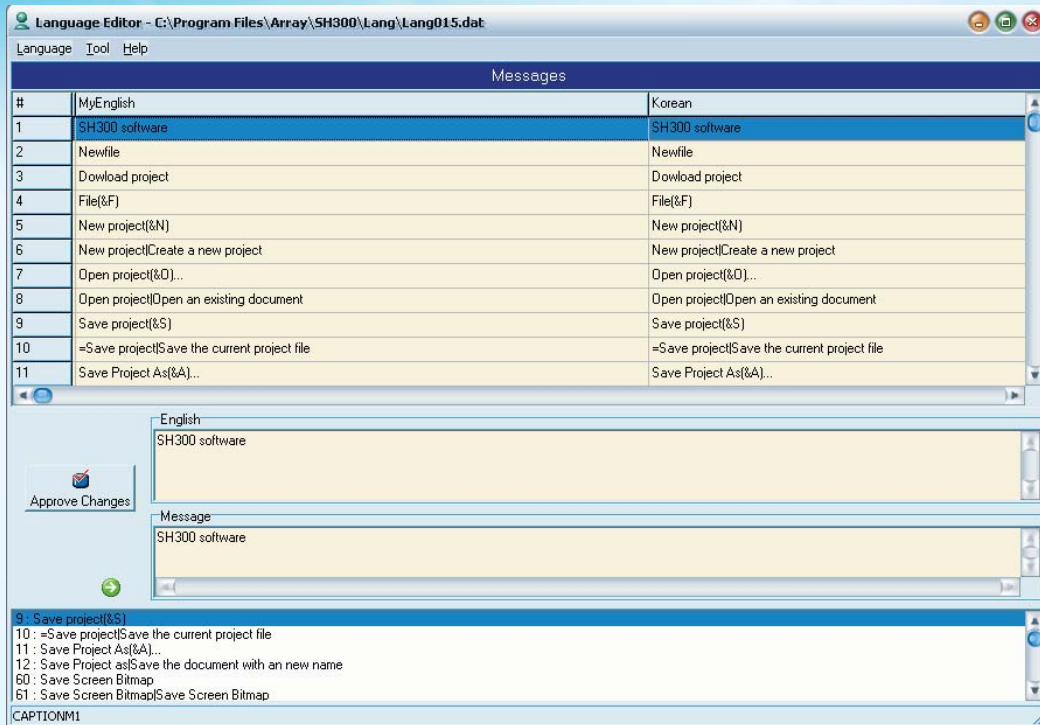 Language Editor - C:\Program Files\Array\SH300\Lang\Lang015.dat
Language Tool Help
Messages
# MyEnglish Korean
1 SH300 software SH300 software
2 Newfile Newfile
3 Dowload project Dowload project
4 File(&F) File(&F)
5 New project(&N) New project(&N)
6 New project|Create a new project New project|Create a new project
7 Open project(&O)... Open project(&O)...
8 Open project|Open an existing document Open project|Open an existing document
9 Save project(&S) Save project(&S)
10 =Save project|Save the current project file =Save project|Save the current project file
11 Save Project As(&A)... Save Project As(&A)...
English
SH300 software
Approve Changes
Message
SH300 software
9 : Save project(&S)
10 : =Save project|Save the current project file
11 : Save Project As(&A)...
12 : Save Project as|Save the document with an new name
60 : Save Screen Bitmap
61 : Save Screen Bitmap|Save Screen Bitmap
CAPTIONM1